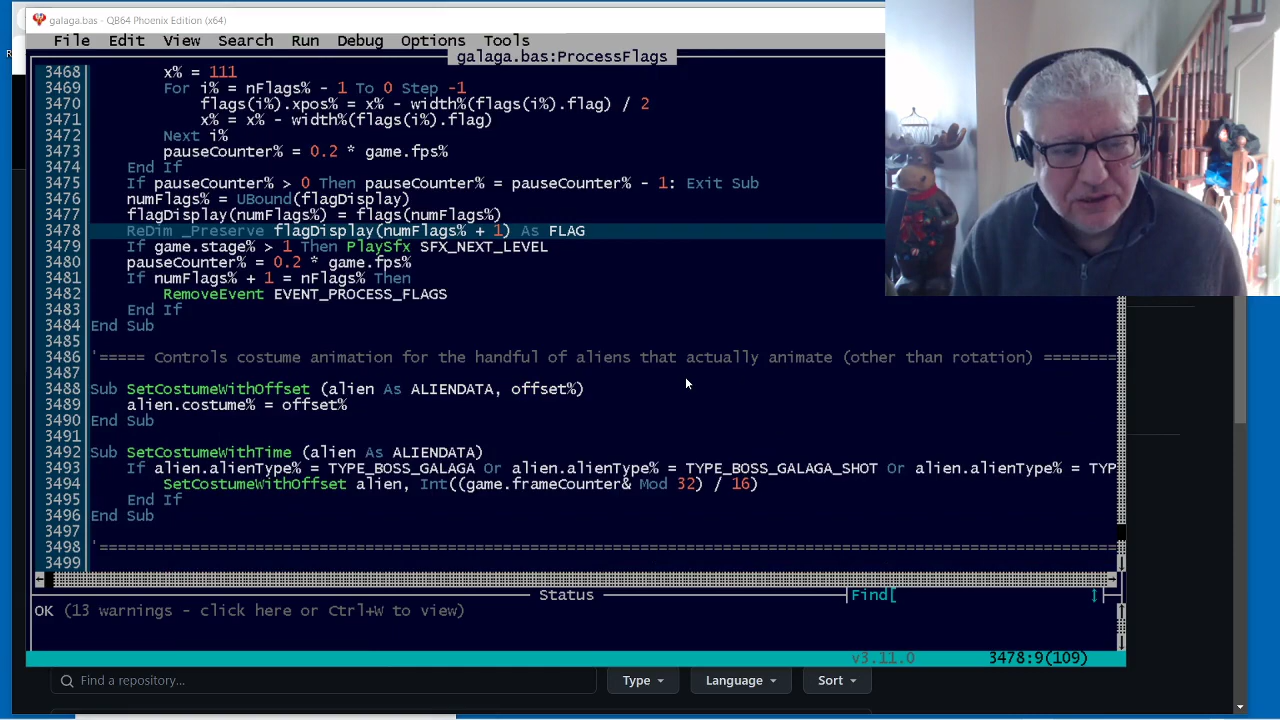 galaga.bas - QB64 Phoenix Edition (x64)
File Edit View Search Run Debug Options Tools
galaga.bas:ProcessFlags
3468 x% = 111
3469 For i% = nFlags% - 1 To 0 Step -1
3470 flags(i%).xpos% = x% - width%(flags(i%).flag) / 2
3471 x% = x% - width%(flags(i%).flag)
3472 Next i%
3473 pauseCounter% = 0.2 * game.fps%
3474 End If
3475 If pauseCounter% > 0 Then pauseCounter% = pauseCounter% - 1: Exit Sub
3476 numFlags% = UBound(flagDisplay)
3477 flagDisplay(numFlags%) = flags(numFlags%)
3478 ReDim _Preserve flagDisplay(numFlags% + 1) As FLAG
3479 If game.stage% > 1 Then PlaySfx SFX_NEXT_LEVEL
3480 pauseCounter% = 0.2 * game.fps%
3481 If numFlags% + 1 = nFlags% Then
3482 RemoveEvent EVENT_PROCESS_FLAGS
3483 End If
3484 End Sub
3485
3486 '===== Controls costume animation for the handful of aliens that actually animate (other than rotation) ========
3487
3488 Sub SetCostumeWithOffset (alien As ALIENDATA, offset%)
3489 alien.costume% = offset%
3490 End Sub
3491
3492 Sub SetCostumeWithTime (alien As ALIENDATA)
3493 If alien.alienType% = TYPE_BOSS_GALAGA Or alien.alienType% = TYPE_BOSS_GALAGA_SHOT Or alien.alienType% = TYP
3494 SetCostumeWithOffset alien, Int((game.frameCounter& Mod 32) / 16)
3495 End If
3496 End Sub
3497
3498 '================================================================
3499
Status
Find[
OK (13 warnings - click here or Ctrl+W to view)
v3.11.0 3478:9(109)
Find a repository...
Type
Language
Sort